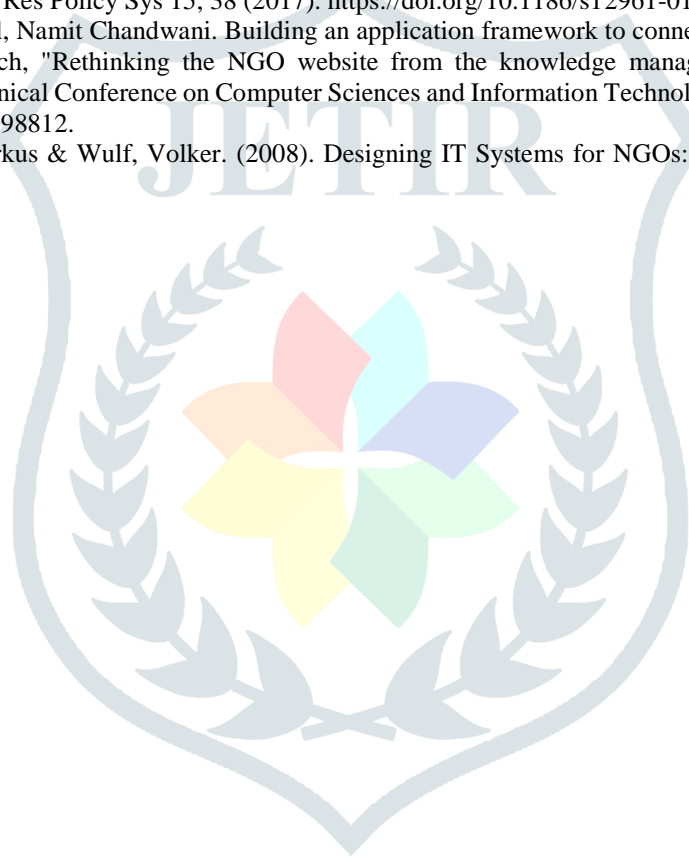 Res Policy Sys 15, 38 (2017). https://doi.org/10.1186/s12961-01
l, Namit Chandwani. Building an application framework to conne
ch, "Rethinking the NGO website from the knowledge manag
nical Conference on Computer Sciences and Information Technol
98812.
rkus & Wulf, Volker. (2008). Designing IT Systems for NGOs:
JETIR